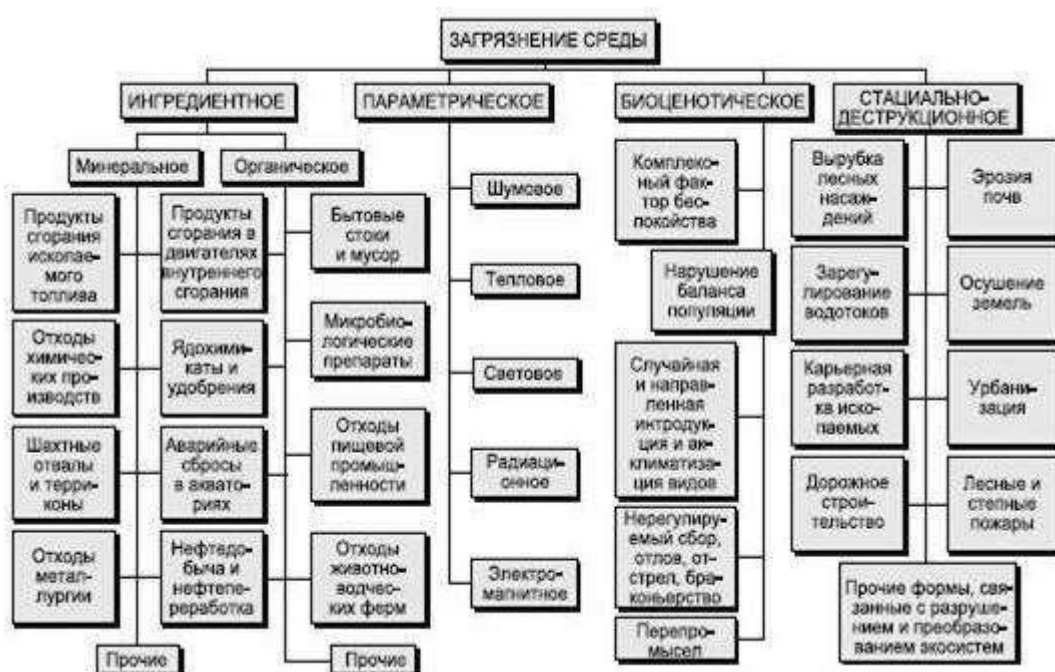 ЗАГРЯЗНЕНИЕ СРЕДЫ
ИНГРЕДИЕНТНОЕ
ПАРАМЕТРИЧЕСКОЕ
БИОЦЕНОТИЧЕСКОЕ
СТАЦИАЛЬНО-
ДЕСТРУКЦИОННОЕ
Минеральное
Органическое
Продукты
сгорания
ископае-
мого
топлива
Отходы
химичес-
ких про-
изводств
Шахтные
отвалы
и терри-
коны
Отходы
метал-
лургии
Прочие
Продукты
сгорания в
двигателях
внутреннего
сгорания
Ядохими-
каты и
удобрения
Аварийные
сбросы
в аквато-
риях
Нефтедо-
быча и
нефтепе-
реработка
Бытовые
стоки
и мусор
Микробио-
логические
препараты
Отходы
пищевой
промыш-
ленности
Отходы
животно-
водчес-
ких ферм
Прочие
Шумовое
Тепловое
Световое
Радиаци-
онное
Электро-
магнитное
Комплекс-
ный фак-
тор бес-
покойства
Нарушение
баланса
популяции
Случайная
и направ-
ленная
интродук-
ция и ак-
климатиза-
ция видов
Нерегулиру-
емый сбор,
отлов, от-
стрел, бра-
коньерство
Перепро-
мысел
Вырубка
лесных
насаж-
дений
Зарегу-
лирование
водотоков
Карьерная
разработ-
ка иско-
паемых
Дорожное
строи-
тельство
Эрозия
почв
Осушение
земель
Урбани-
зация
Лесные и
степные
пожары
Прочие формы, свя-
занные с разруше-
нием и преобразо-
ванием экосистем